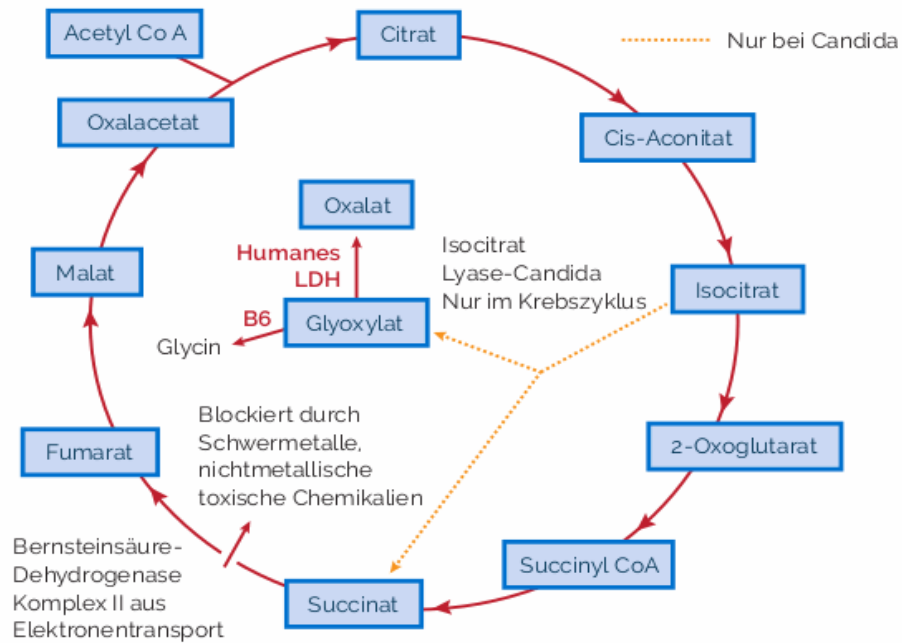 Acetyl Co A
Citrat
Nur bei Candida
Oxalacetat
Cis-Aconitat
Oxalat
Humanes
LDH
Isocitrat
Lyase-Candida
Nur im Krebszyklus
Malat
Isocitrat
B6
Glyoxylat
Glycin
Blockiert durch
Schwermetalle,
nichtmetallische
toxische Chemikalien
Fumarat
2-Oxoglutarat
Bernsteinsäure-
Dehydrogenase
Komplex II aus
Elektronentransport
Succinyl CoA
Succinat